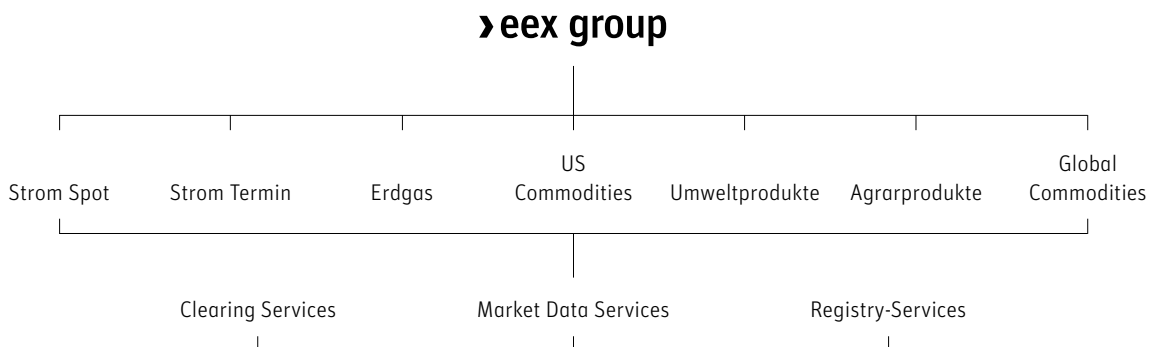 eex group
US
Global
Strom Spot
Strom Termin
Erdgas
Commodities
Umweltprodukte
Agrarprodukte
Commodities
Clearing Services
Market Data Services
Registry-Services